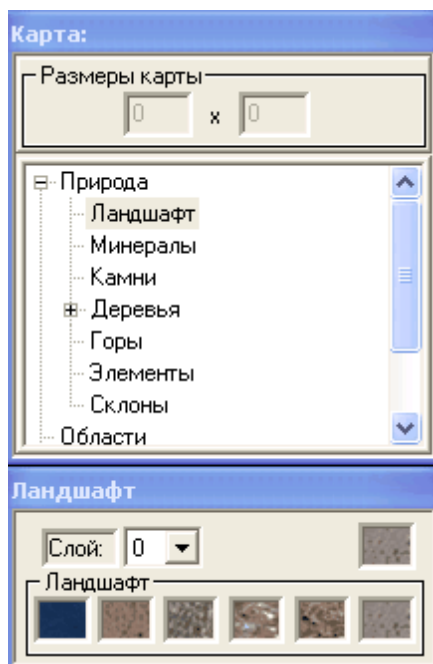 Карта:
Размеры карты
0 x 0
Природа
Ландшафт
Минералы
Камни
Деревья
Горы
Элементы
Склоны
Области
Ландшафт
Слой: 0
Ландшафт